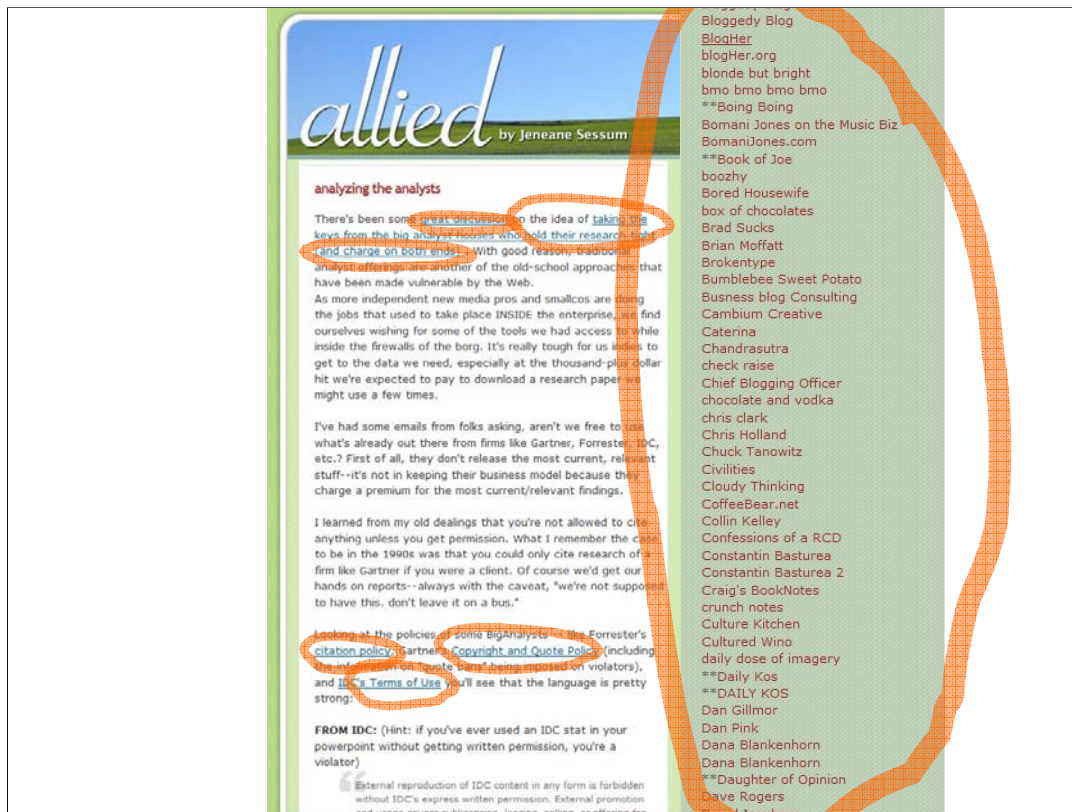 allied
by Jeneane Sessum
analyzing the analysts
There's been some great discussion on the idea of taking the
keys from the big analyst houses who hold their research tight
(and charge on both ends). With good reason, traditional
analyst offerings are another of the old-school approaches that
have been made vulnerable by the Web.
As more independent new media pros and smallcos are doing
the jobs that used to take place INSIDE the enterprise, we find
ourselves wishing for some of the tools we had access to while
inside the firewalls of the borg. It's really tough for us indies to
get to the data we need, especially at the thousand-plus dollar
hit we're expected to pay to download a research paper we
might use a few times.
I've had some emails from folks asking, aren't we free to use
what's already out there from firms like Gartner, Forrester, IDC,
etc.? First of all, they don't release the most current, relevant
stuff--it's not in keeping their business model because they
charge a premium for the most current/relevant findings.
I learned from my old dealings that you're not allowed to cite
anything unless you get permission. What I remember the case
to be in the 1990s was that you could only cite research of a
firm like Gartner if you were a client. Of course we'd get our
hands on reports--always with the caveat, "we're not supposed
to have this. don't leave it on a bus."
Looking at the policies of some BigAnalysts -- like Forrester's
citation policy, Gartner's Copyright and Quote Policy (including
the information on "quote bans" being imposed on violators),
and IDC's Terms of Use you'll see that the language is pretty
strong:
FROM IDC: (Hint: if you've ever used an IDC stat in your
powerpoint without getting written permission, you're a
violator)
External reproduction of IDC content in any form is forbidden
without IDC's express written permission. External promotion
Bloggedy Blog
BlogHer
blogHer.org
blonde but bright
bmo bmo bmo bmo
**Boing Boing
Bomani Jones on the Music Biz
BomaniJones.com
**Book of Joe
boozhy
Bored Housewife
box of chocolates
Brad Sucks
Brian Moffatt
Brokentype
Bumblebee Sweet Potato
Busness blog Consulting
Cambium Creative
Caterina
Chandrasutra
check raise
Chief Blogging Officer
chocolate and vodka
chris clark
Chris Holland
Chuck Tanowitz
Civilities
Cloudy Thinking
CoffeeBear.net
Collin Kelley
Confessions of a RCD
Constantin Basturea
Constantin Basturea 2
Craig's BookNotes
crunch notes
Culture Kitchen
Cultured Wino
daily dose of imagery
**Daily Kos
**DAILY KOS
Dan Gillmor
Dan Pink
Dana Blankenhorn
Dana Blankenhorn
**Daughter of Opinion
Dave Rogers